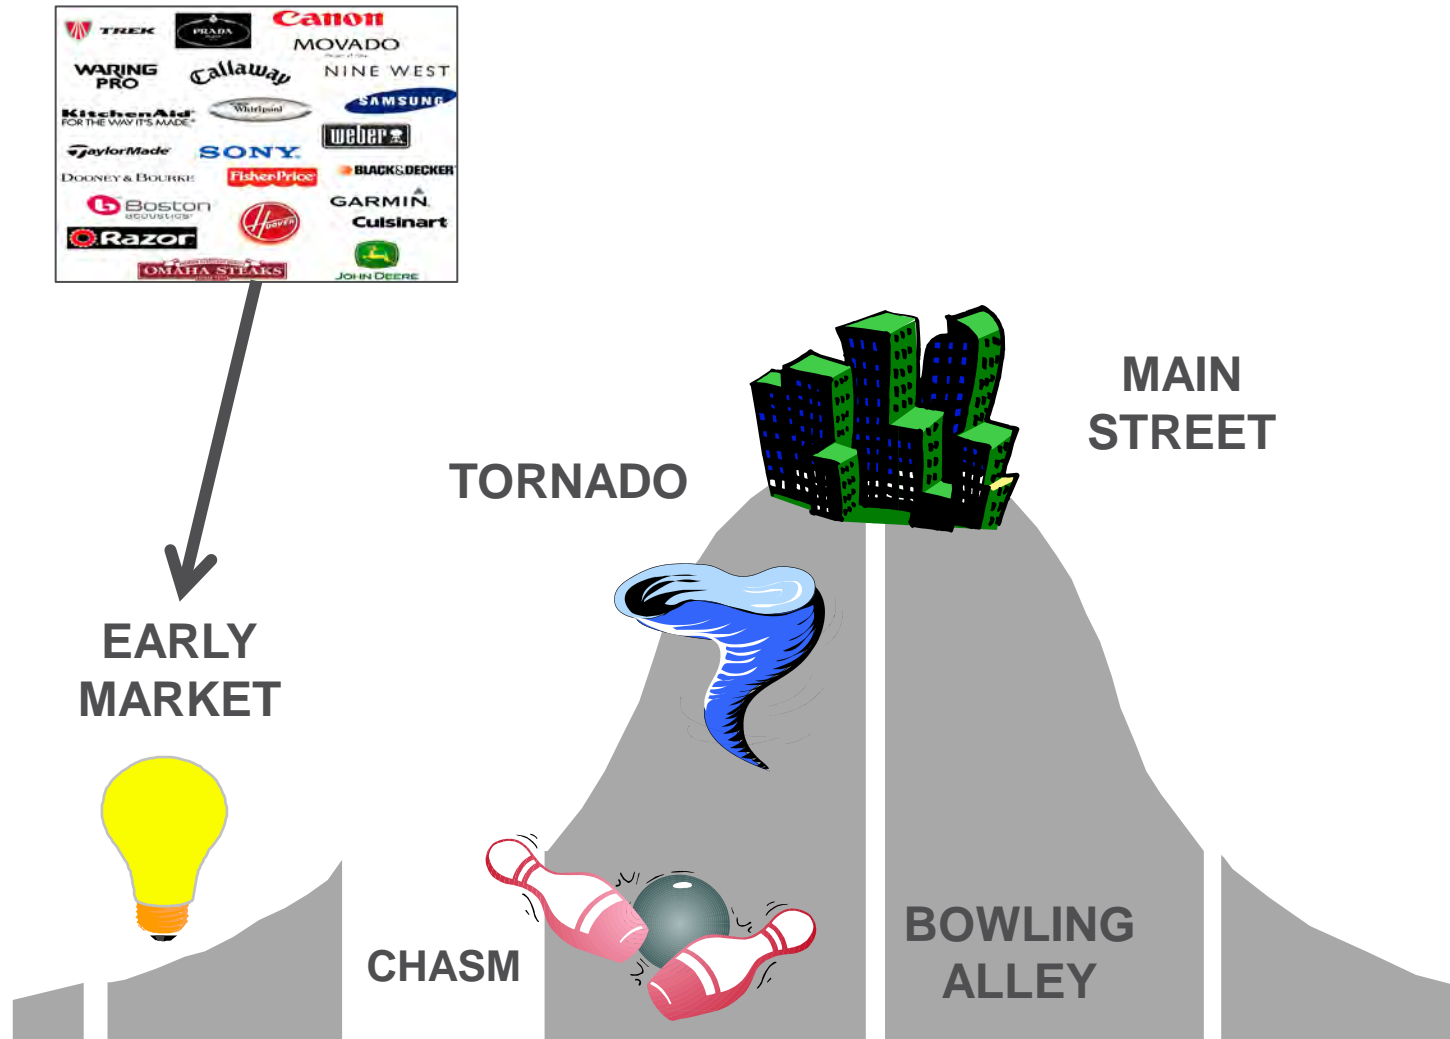 TREK
PRADA
Canon
MOVADO
WARING
PRO
Callaway
NINE WEST
KitchenAid
FOR THE WAY IT'S MADE.
Whirlpool
SAMSUNG
weber
TaylorMade
SONY
BLACK&DECKER
DOONEY & BOURKE
Fisher-Price
BOSTON
acoustics
HOOVER
GARMIN
Cuisinart
Razor
OMAHA STEAKS
JOHN DEERE
MAIN
STREET
TORNADO
EARLY
MARKET
CHASM
BOWLING
ALLEY